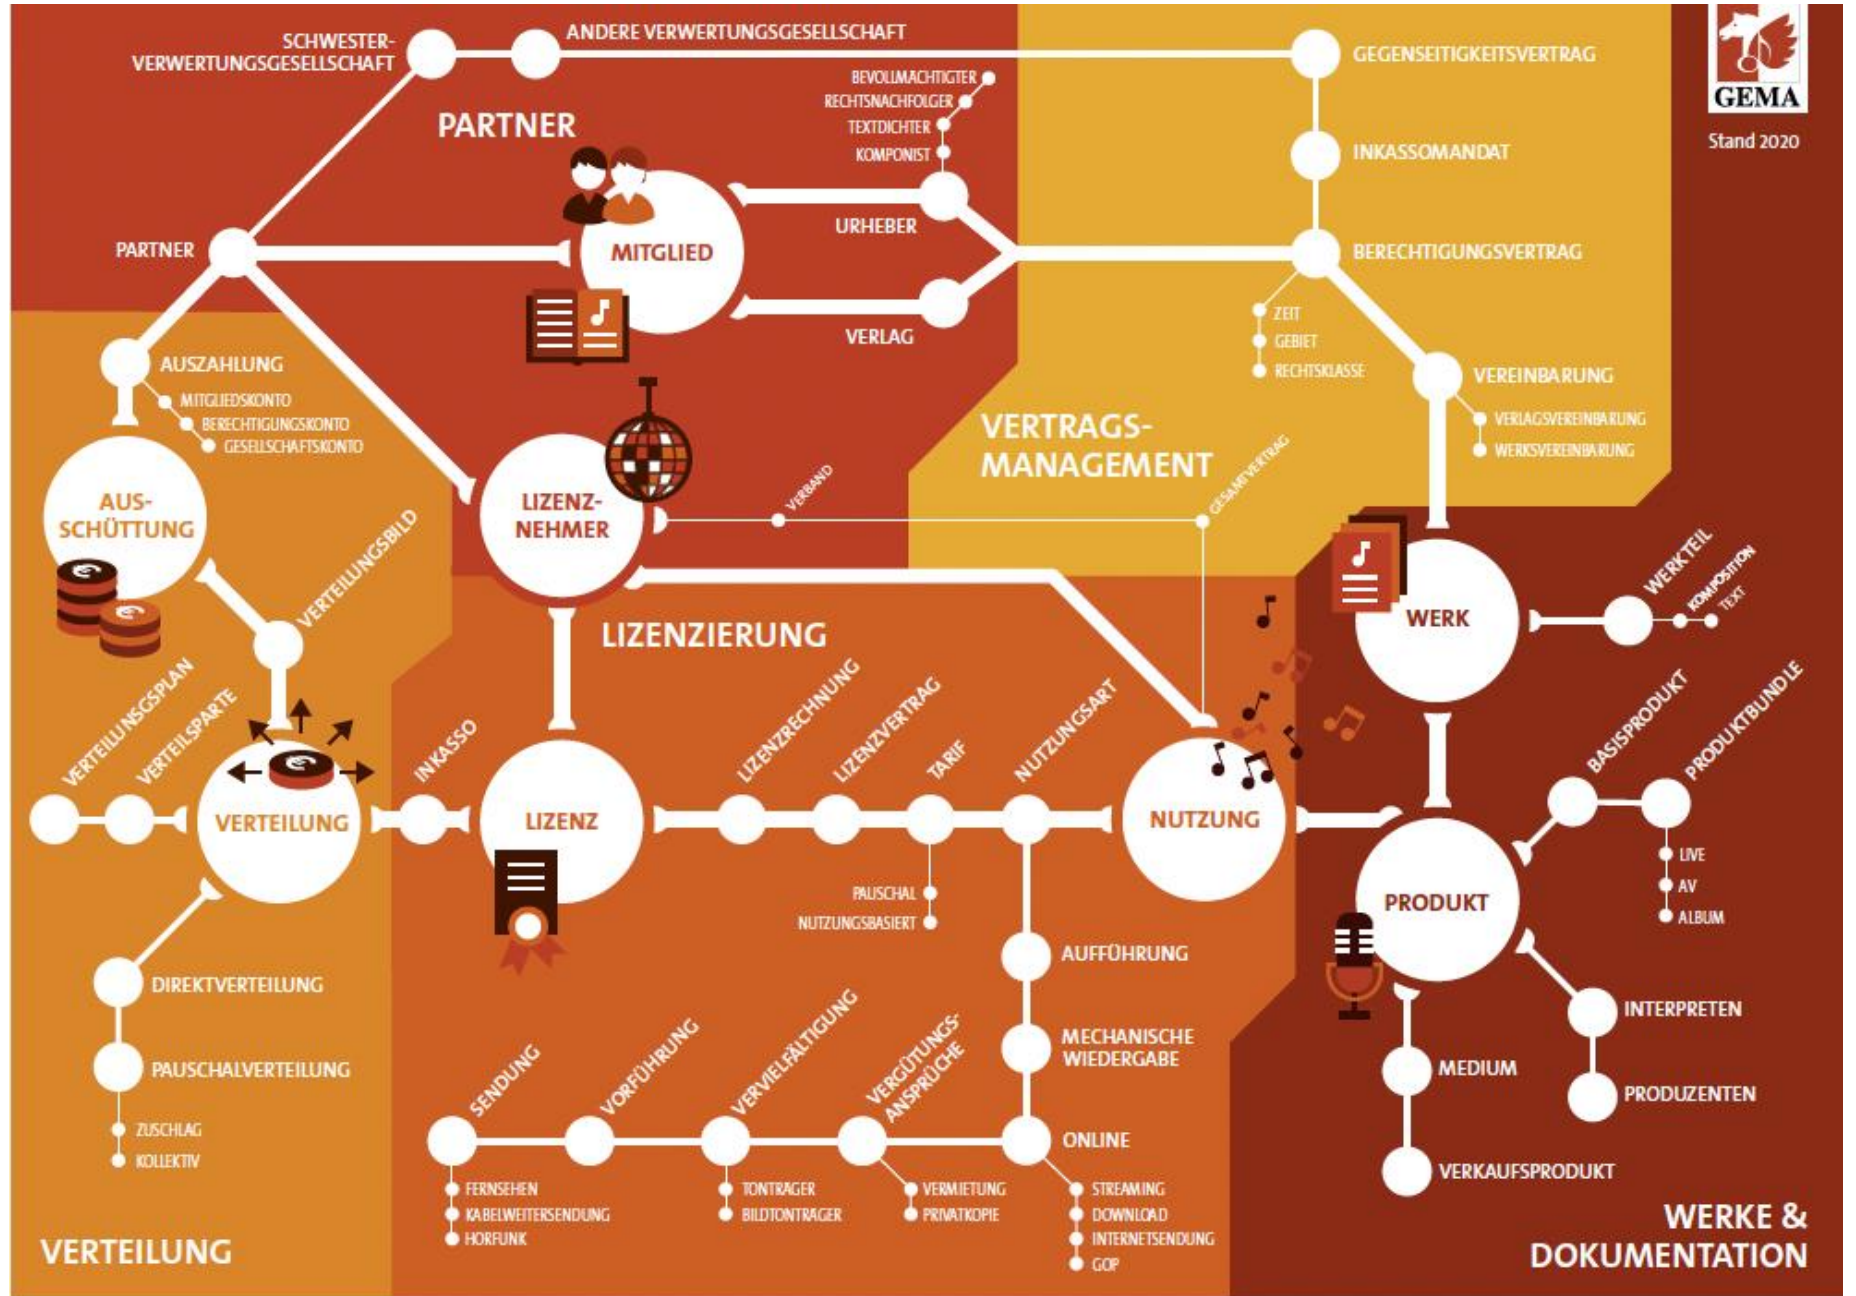 SCHWESTER-
VERWERTUNGSGESELLSCHAFT
ANDERE VERWERTUNGSGESELLSCHAFT
GEGENSEITIGKEITSVERTRAG
GEMA
Stand 2020
BEVOLLMACHTIGTER
RECHTSNACHFOLGER
TEXTDICHTER
KOMPONIST
PARTNER
INKASSOMANDAT
URHEBER
PARTNER
MITGLIED
BERECHTIGUNGSVERTRAG
VERLAG
ZEIT
GEBIET
RECHTSKLASSE
AUSZAHLUNG
MITGLIEDSKONTO
BERECHTIGUNGSKONTO
GESELLSCHAFTSKONTO
VEREINBARUNG
VERLAGSVEREINBARUNG
WERKSVEREINBARUNG
VERTRAGS-
MANAGEMENT
AUS-
SCHÜTTUNG
LIZENZ-
NEHMER
VERBAND
GESAMTVERTRAG
VERTEILUNGSBILD
LIZENZIERUNG
WERK
WERKTEIL
KOMPOSITION
TEXT
VERTEILUNSGSPLAN
VERTEILSPARTE
VERTEILUNG
INKASSO
LIZENZ
LIZENZRECHNUNG
LIZENZVERTRAG
TARIF
NUTZUNGSART
NUTZUNG
BASISPRODUKT
PRODUKTBUNDLE
LIVE
AV
ALBUM
PAUSCHAL
NUTZUNGSBASIERT
PRODUKT
AUFFÜHRUNG
DIREKTVERTEILUNG
INTERPRETEN
MECHANISCHE
WIEDERGABE
PAUSCHALVERTEILUNG
MEDIUM
PRODUZENTEN
ZUSCHLAG
KOLLEKTIV
SENDUNG
VORFÜHRUNG
VERVIELFÄLTIGUNG
VERGÜTUNGS-
ANSPRÜCHE
ONLINE
FERNSEHEN
KABELWEITERSENDUNG
HÖRFUNK
TONTRÄGER
BILDTONTRÄGER
VERMIETUNG
PRIVATKOPIE
STREAMING
DOWNLOAD
INTERNETSENDUNG
GOP
VERKAUFSPRODUKT
VERTEILUNG
WERKE &
DOKUMENTATION